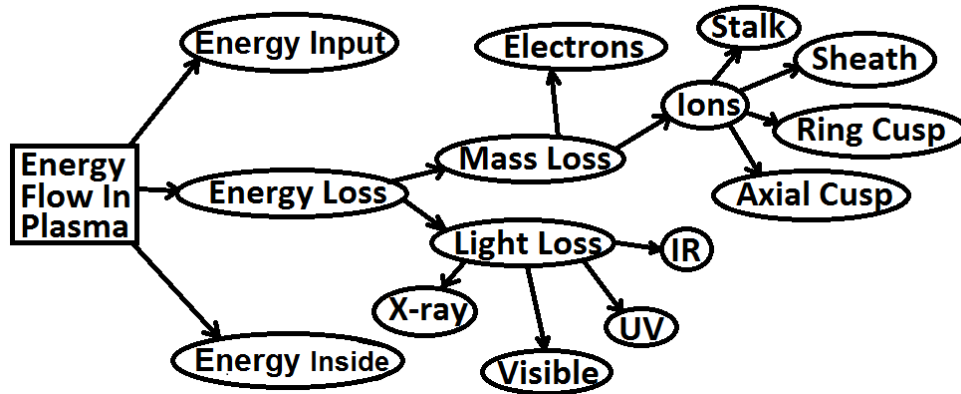 Energy Input
Electrons
Stalk
Sheath
Ions
Ring Cusp
Mass Loss
Axial Cusp
Energy
Flow In
Plasma
Energy Loss
Light Loss
IR
X-ray
UV
Visible
Energy Inside